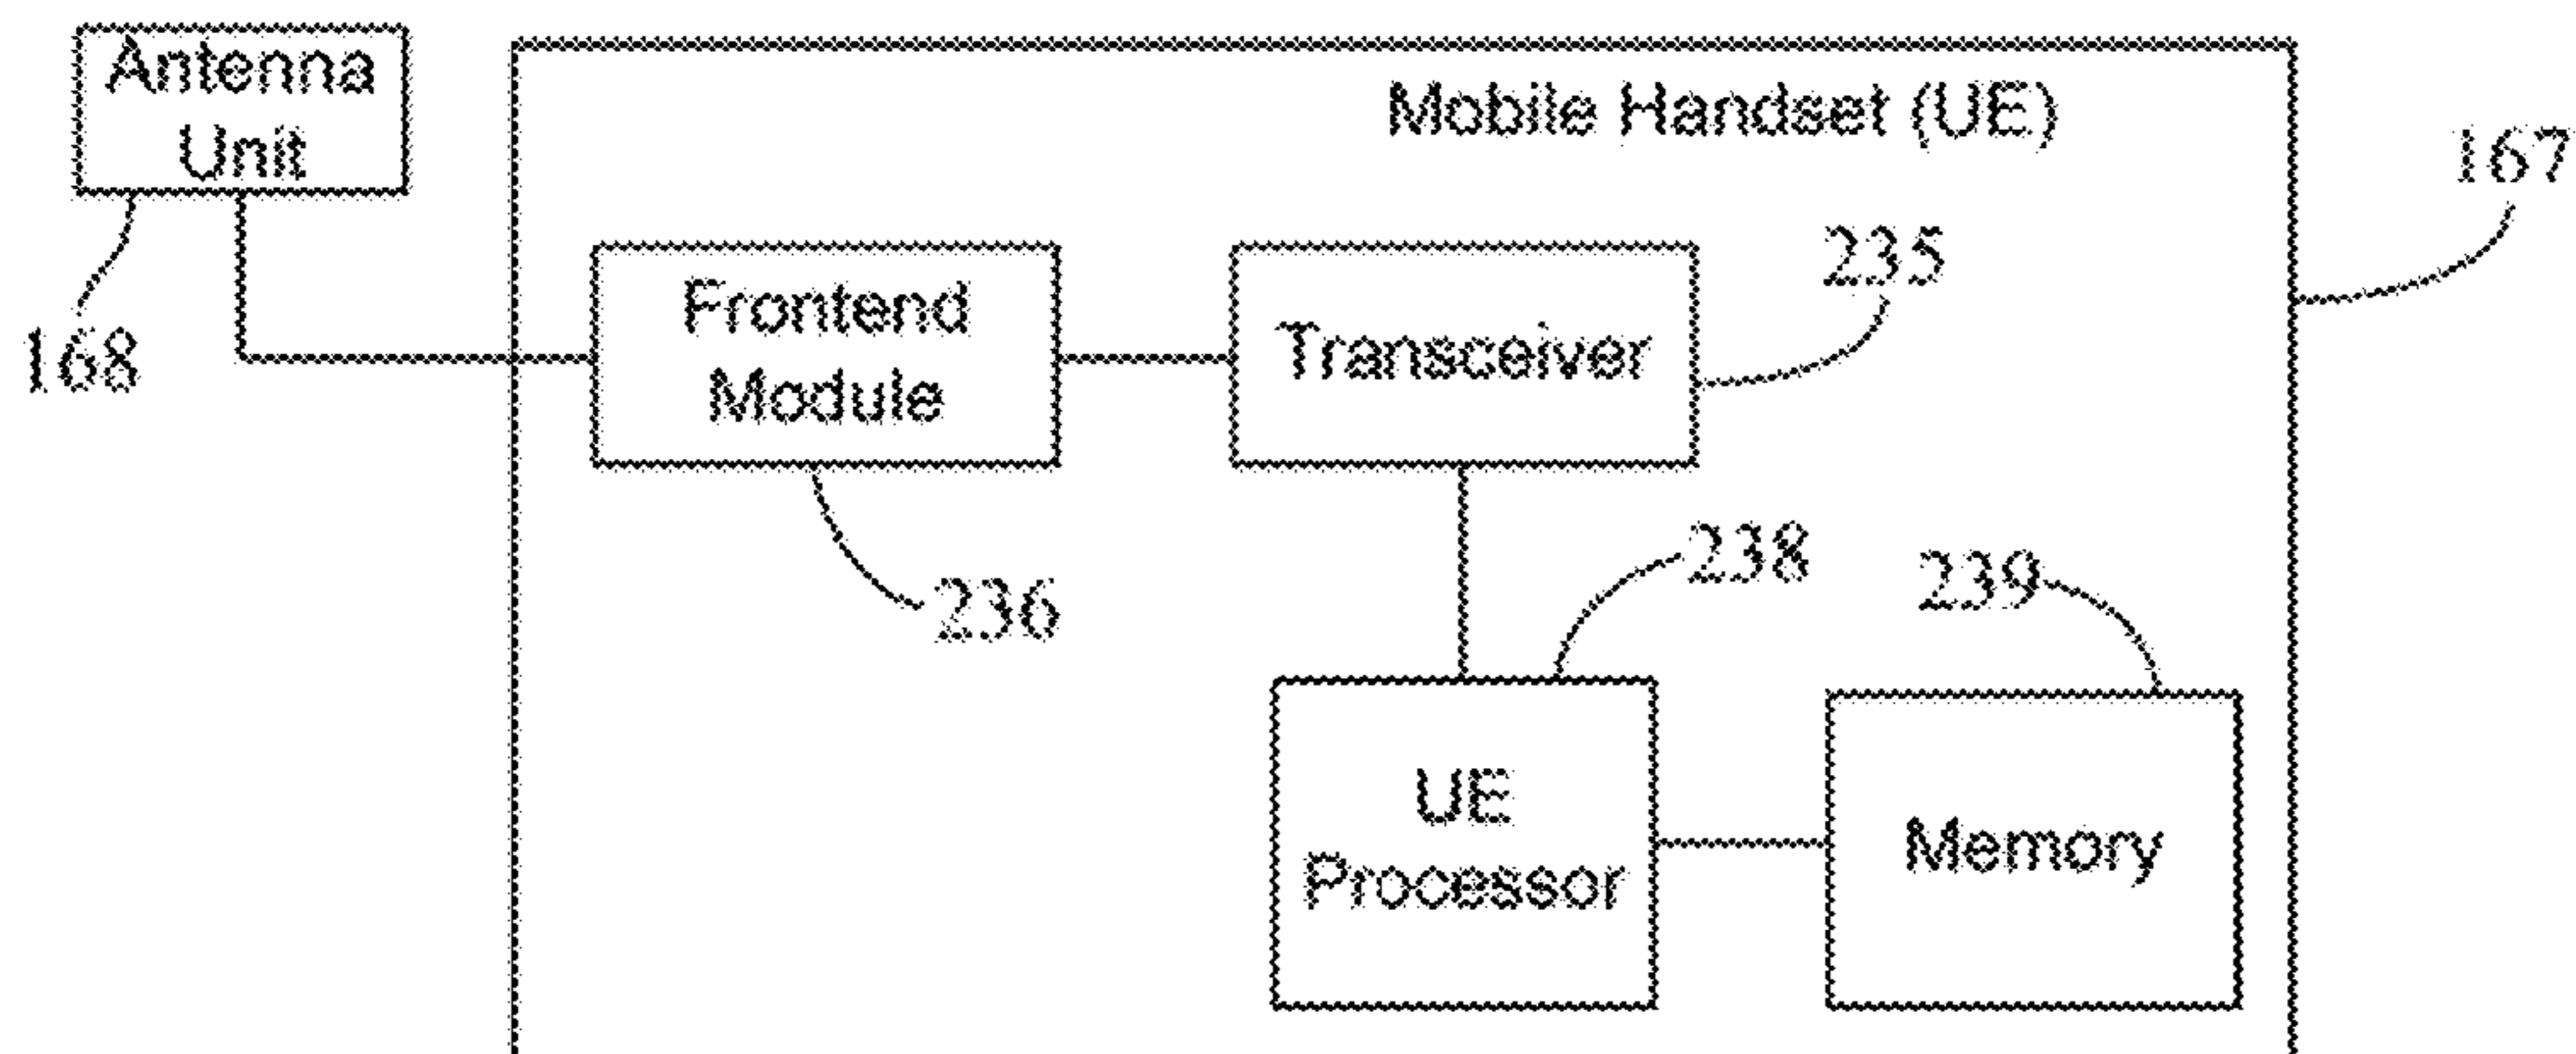 Antenna
Unit
Mobile Handset (UE)
167
235
Frontend
Module
Transceiver
168
236
238
239
UE
Processor
Memory